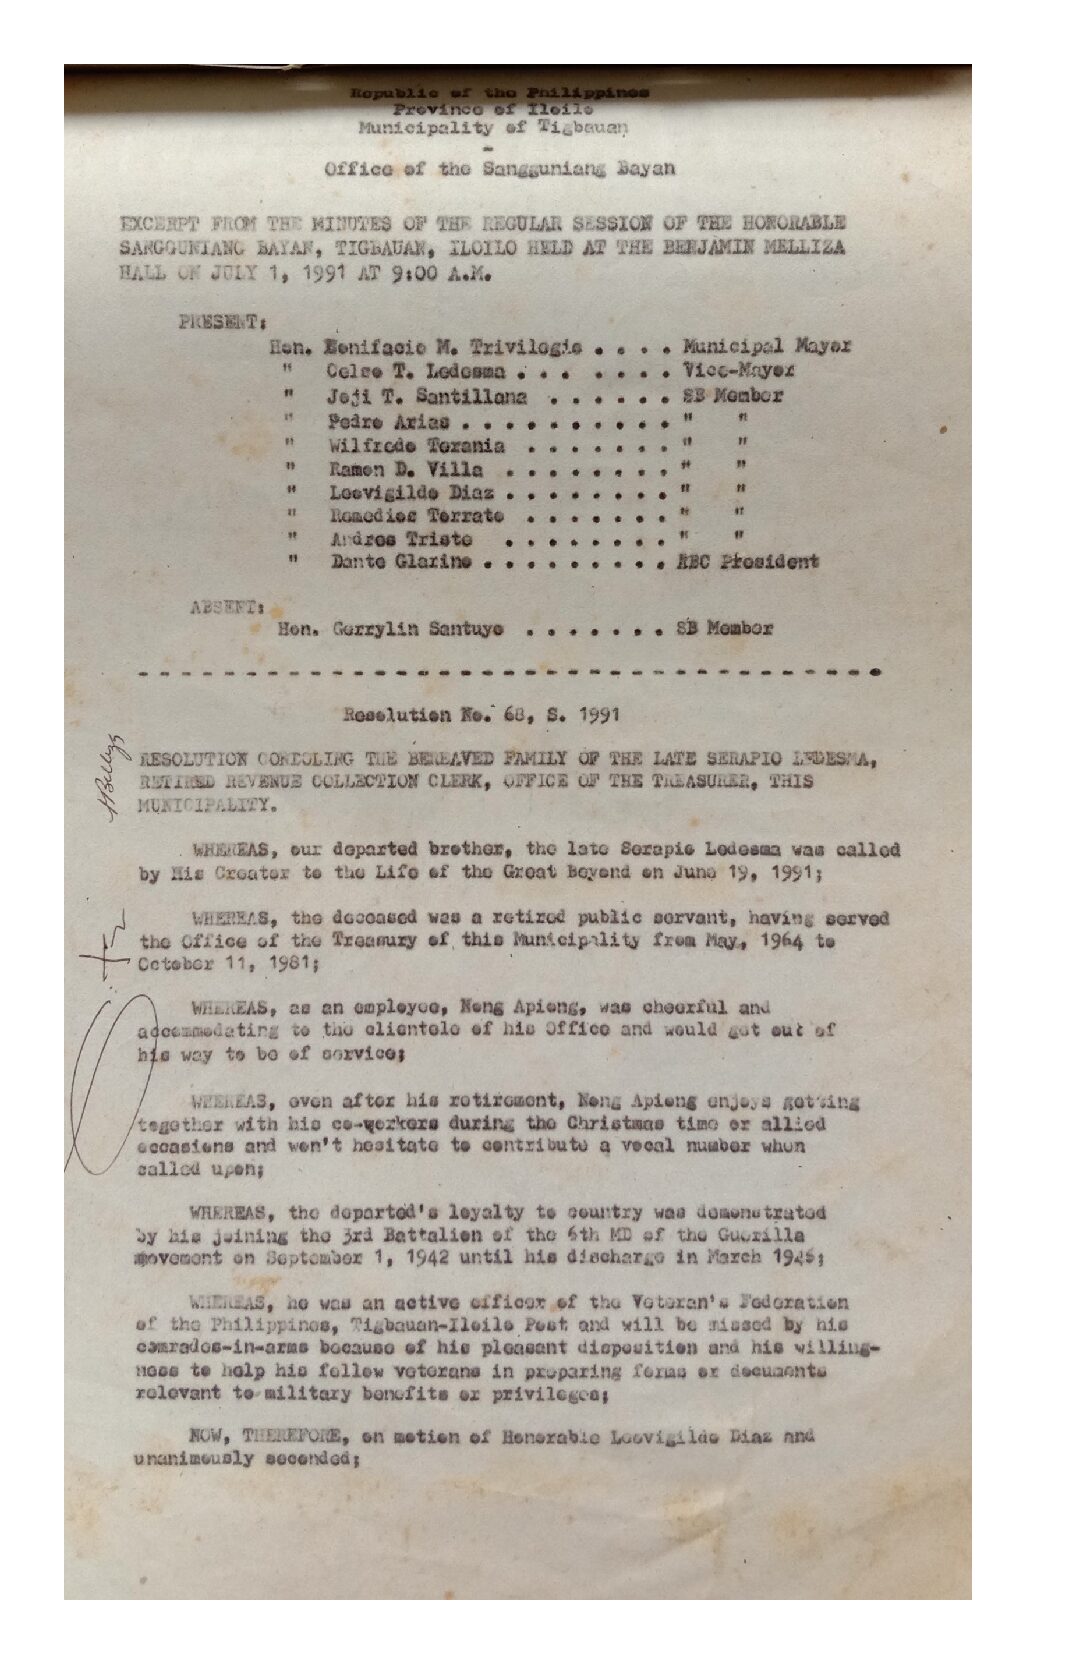 Republic of the Philippines
Province of Iloilo
Municipality of Tigbauan
-
Office of the Sangguniang Bayan
EXCERPT FROM THE MINUTES OF THE REGULAR SESSION OF THE HONORABLE
SANGGUNIANG BAYAN, TIGBAUAN, ILOILO HELD AT THE BENJAMIN MELLIZA
HALL ON JULY 1, 1991 AT 9:00 A.M.
PRESENT:
Hon. Bonifacio M. Trivilegio . . . . Municipal Mayor
" Celso T. Ledesma . . . . . . . Vice-Mayor
" Joji T. Santillana . . . . . . SB Member
" Pedro Arias . . . . . . . . . . " "
" Wilfredo Torania . . . . . . . " "
" Ramon D. Villa . . . . . . . . " "
" Leovigildo Diaz . . . . . . . . " "
" Remedios Terrato . . . . . . . " "
" Andres Triste . . . . . . . . " "
" Dante Glarino . . . . . . . . . ABC President
ABSENT:
Hon. Gerrylin Santuyo . . . . . . . SB Member
- - - - - - - - - - - - - - - - - - - - - - - - - - - - - - - - - - -
Resolution No. 68, S. 1991
RESOLUTION CONDOLING THE BEREAVED FAMILY OF THE LATE SERAPIO LEDESMA,
RETIRED REVENUE COLLECTION CLERK, OFFICE OF THE TREASURER, THIS
MUNICIPALITY.
WHEREAS, our departed brother, the late Serapio Ledesma was called
by His Creator to the Life of the Great Beyond on June 19, 1991;
WHEREAS, the deceased was a retired public servant, having served
the Office of the Treasury of this Municipality from May, 1964 to
October 11, 1981;
WHEREAS, as an employee, Nong Apiong, was cheerful and
accommodating to the clientele of his Office and would get out of
his way to be of service;
WHEREAS, even after his retirement, Nong Apiong enjoys getting
together with his co-workers during the Christmas time or allied
occasions and won't hesitate to contribute a vocal number when
called upon;
WHEREAS, the departed's loyalty to country was demonstrated
by his joining the 3rd Battalion of the 6th MD of the Guerilla
movement on September 1, 1942 until his discharge in March 1946;
WHEREAS, he was an active officer of the Veteran's Federation
of the Philippines, Tigbauan-Iloilo Post and will be missed by his
comrades-in-arms because of his pleasant disposition and his willing-
ness to help his fellow veterans in preparing forms or documents
relevant to military benefits or privileges;
NOW, THEREFORE, on motion of Honorable Leovigildo Diaz and
unanimously seconded;